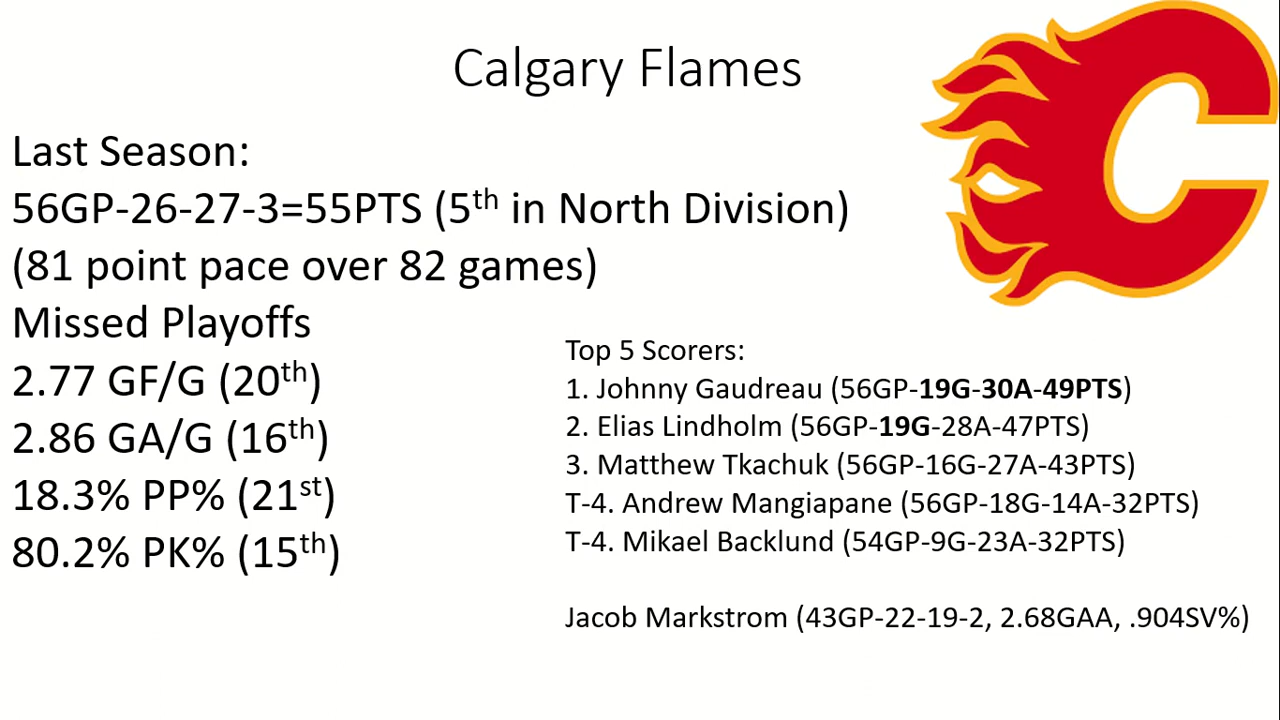 Calgary Flames
Last Season:
56GP-26-27-3=55PTS (5th in North Division)
(81 point pace over 82 games)
Missed Playoffs
2.77 GF/G (20th)
2.86 GA/G (16th)
18.3% PP% (21st)
80.2% PK% (15th)
Top 5 Scorers:
1. Johnny Gaudreau (56GP-19G-30A-49PTS)
2. Elias Lindholm (56GP-19G-28A-47PTS)
3. Matthew Tkachuk (56GP-16G-27A-43PTS)
T-4. Andrew Mangiapane (56GP-18G-14A-32PTS)
T-4. Mikael Backlund (54GP-9G-23A-32PTS)
Jacob Markstrom (43GP-22-19-2, 2.68GAA, .904SV%)
C